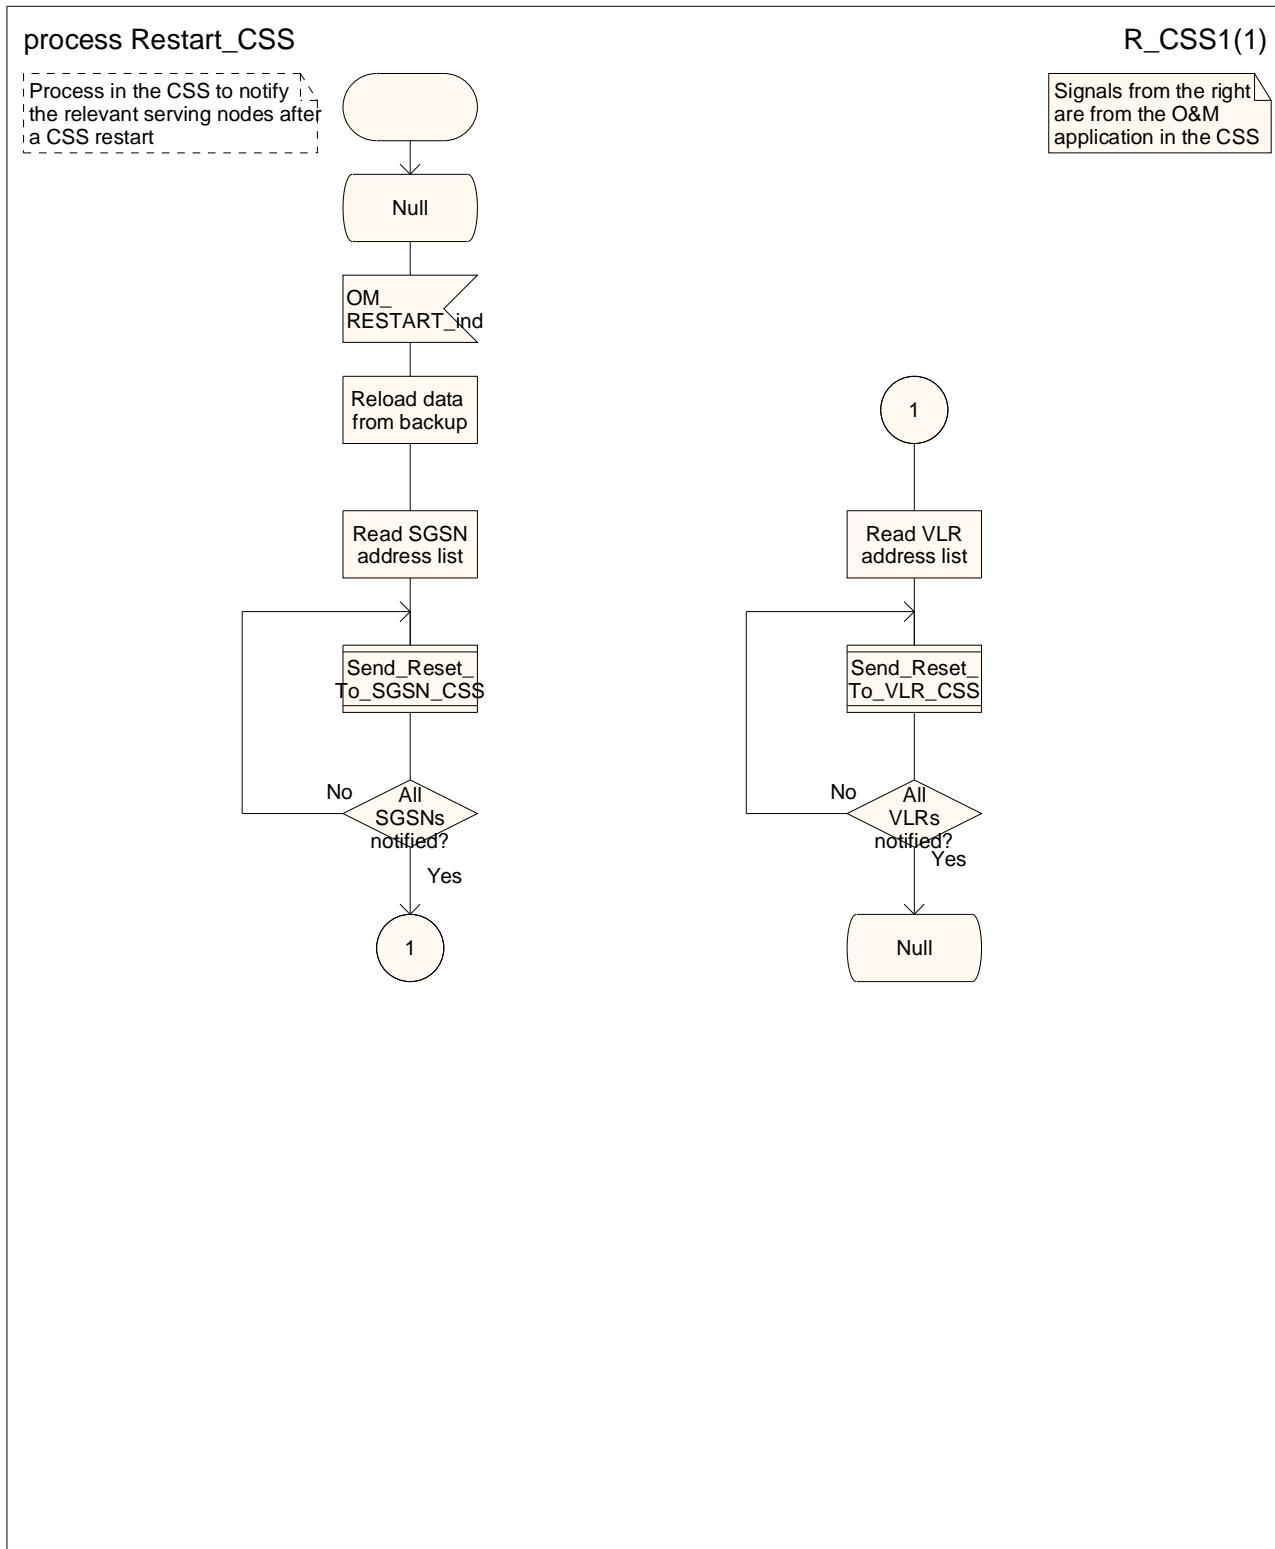 process Restart_CSS
R_CSS1(1)
Process in the CSS to notify
the relevant serving nodes after
a CSS restart
Signals from the right
are from the O&M
application in the CSS
Null
OM_
RESTART_ind
Reload data
from backup
Read SGSN
address list
Send_Reset_
To_SGSN_CSS
No
All
SGSNs
notified?
Yes
1
1
Read VLR
address list
Send_Reset_
To_VLR_CSS
No
All
VLRs
notified?
Yes
Null